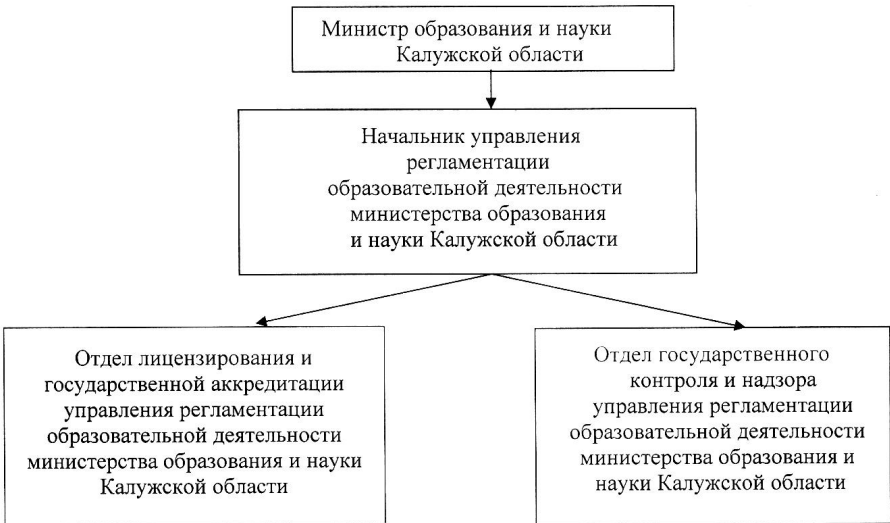 Министр образования и науки
Калужской области
Начальник управления
регламентации
образовательной деятельности
министерства образования
и науки Калужской области
Отдел лицензирования и
государственной аккредитации
управления регламентации
образовательной деятельности
министерства образования и науки
Калужской области
Отдел государственного
контроля и надзора
управления регламентации
образовательной деятельности
министерства образования и
науки Калужской области